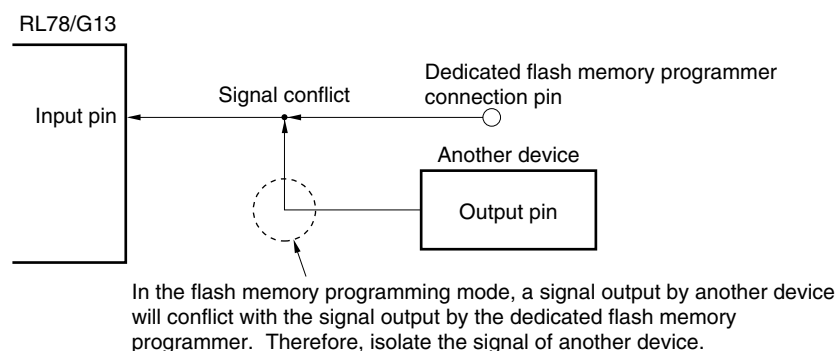 RL78/G13
Dedicated flash memory programmer
connection pin
Signal conflict
Input pin
Another device
Output pin
In the flash memory programming mode, a signal output by another device
will conflict with the signal output by the dedicated flash memory
programmer.  Therefore, isolate the signal of another device.